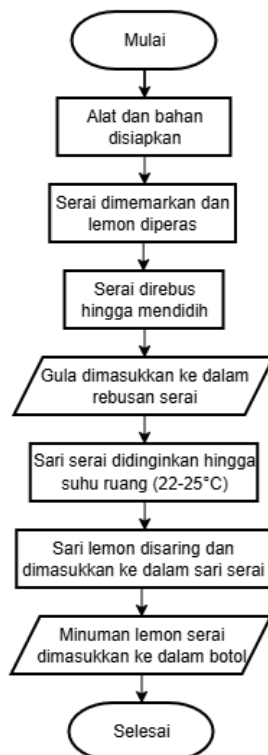 Mulai
Alat dan bahan
disiapkan
Serai dimemarkan dan
lemon diperas
Serai direbus
hingga mendidih
Gula dimasukkan ke dalam
rebusan serai
Sari serai didinginkan hingga
suhu ruang (22-25°C)
Sari lemon disaring dan
dimasukkan ke dalam sari serai
Minuman lemon serai
dimasukkan ke dalam botol
Selesai